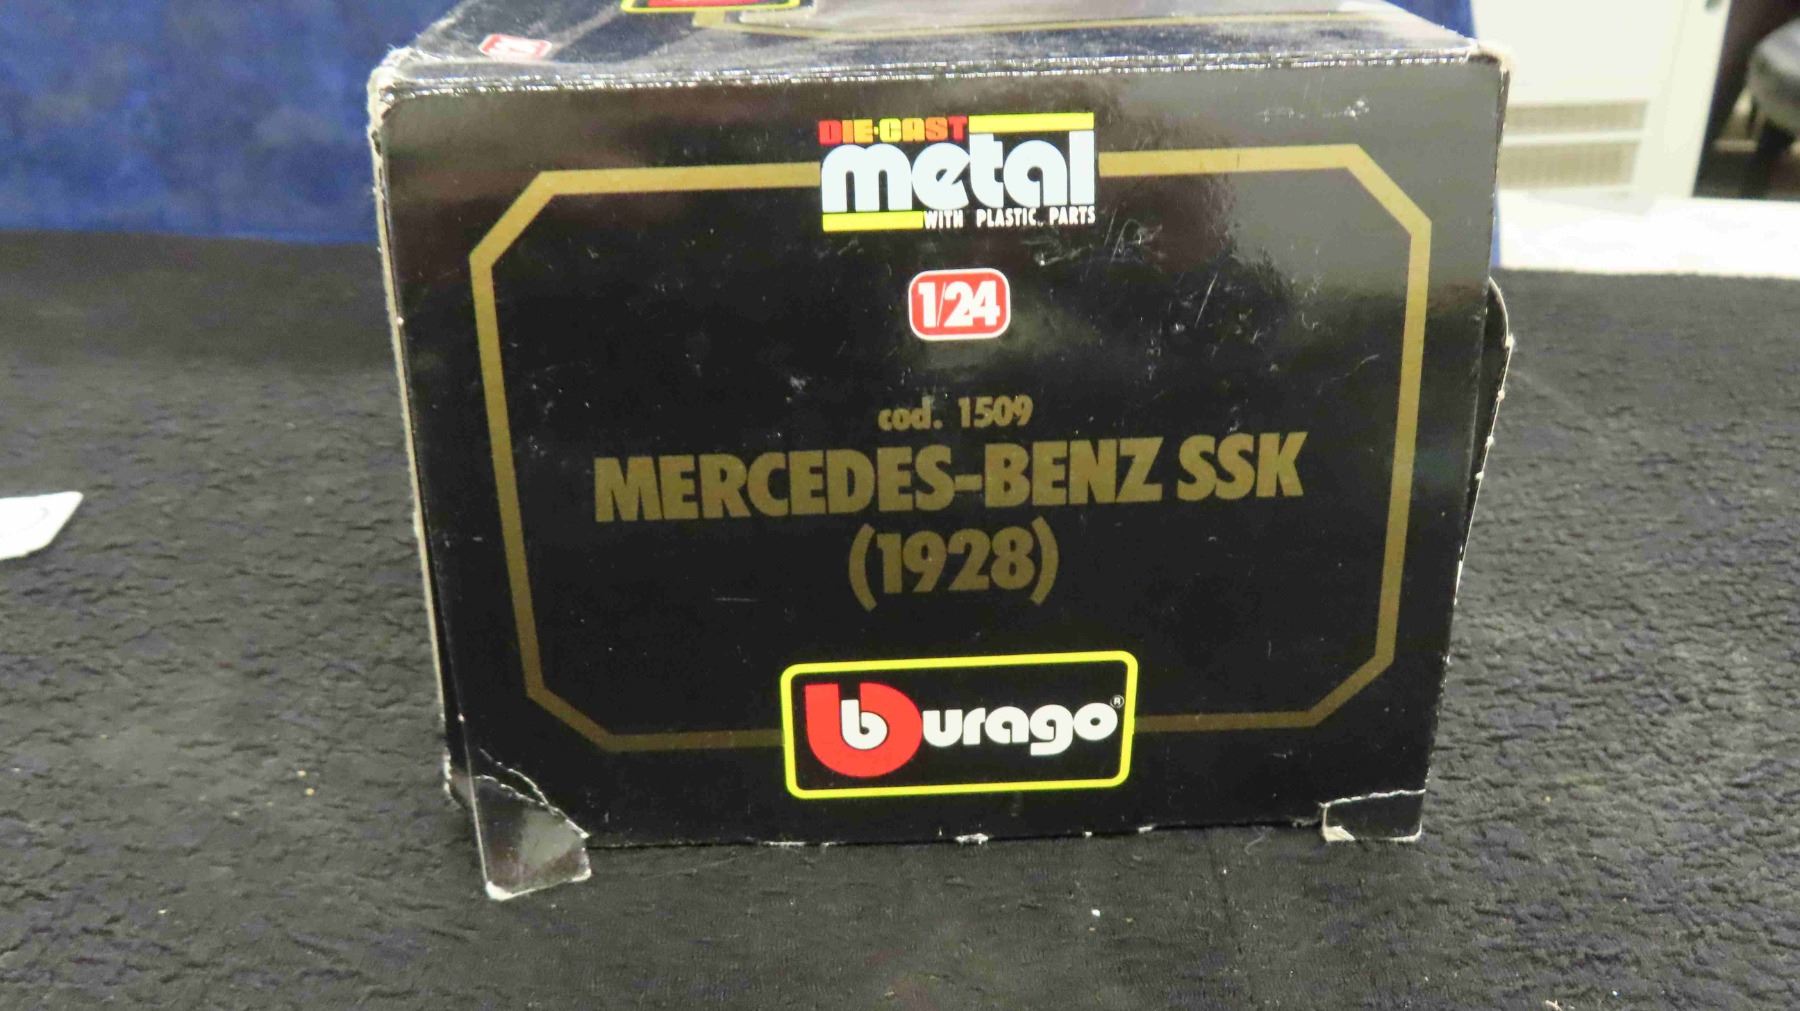 DIE-CAST
metal
WITH PLASTIC PARTS
1/24
cod. 1509
MERCEDES-BENZ SSK
(1928)
burago®